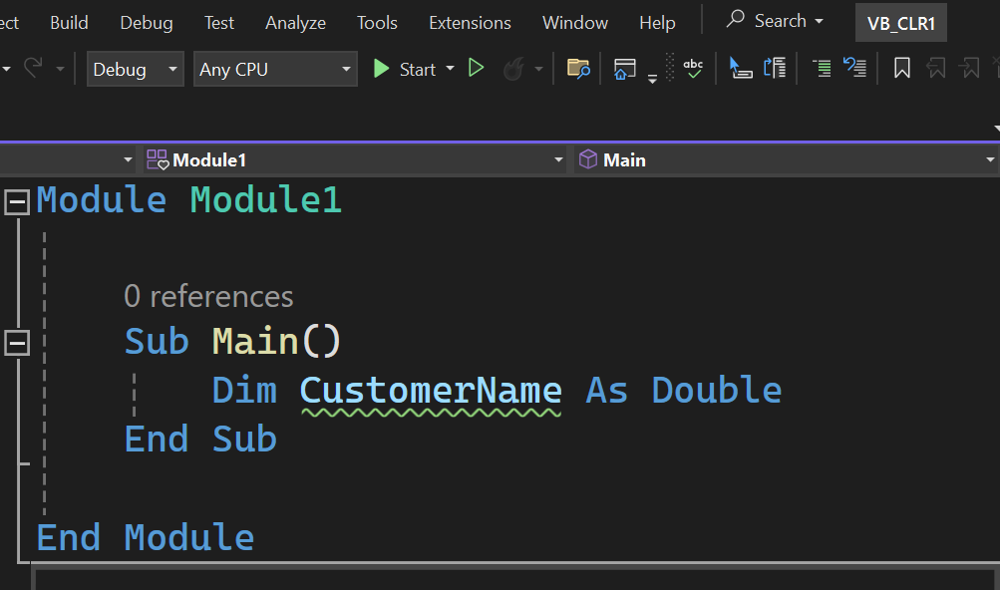 ect Build Debug Test Analyze Tools Extensions Window Help Search VB_CLR1
Debug Any CPU Start abc
Module1 Main
Module Module1
0 references
Sub Main()
Dim CustomerName As Double
End Sub
End Module